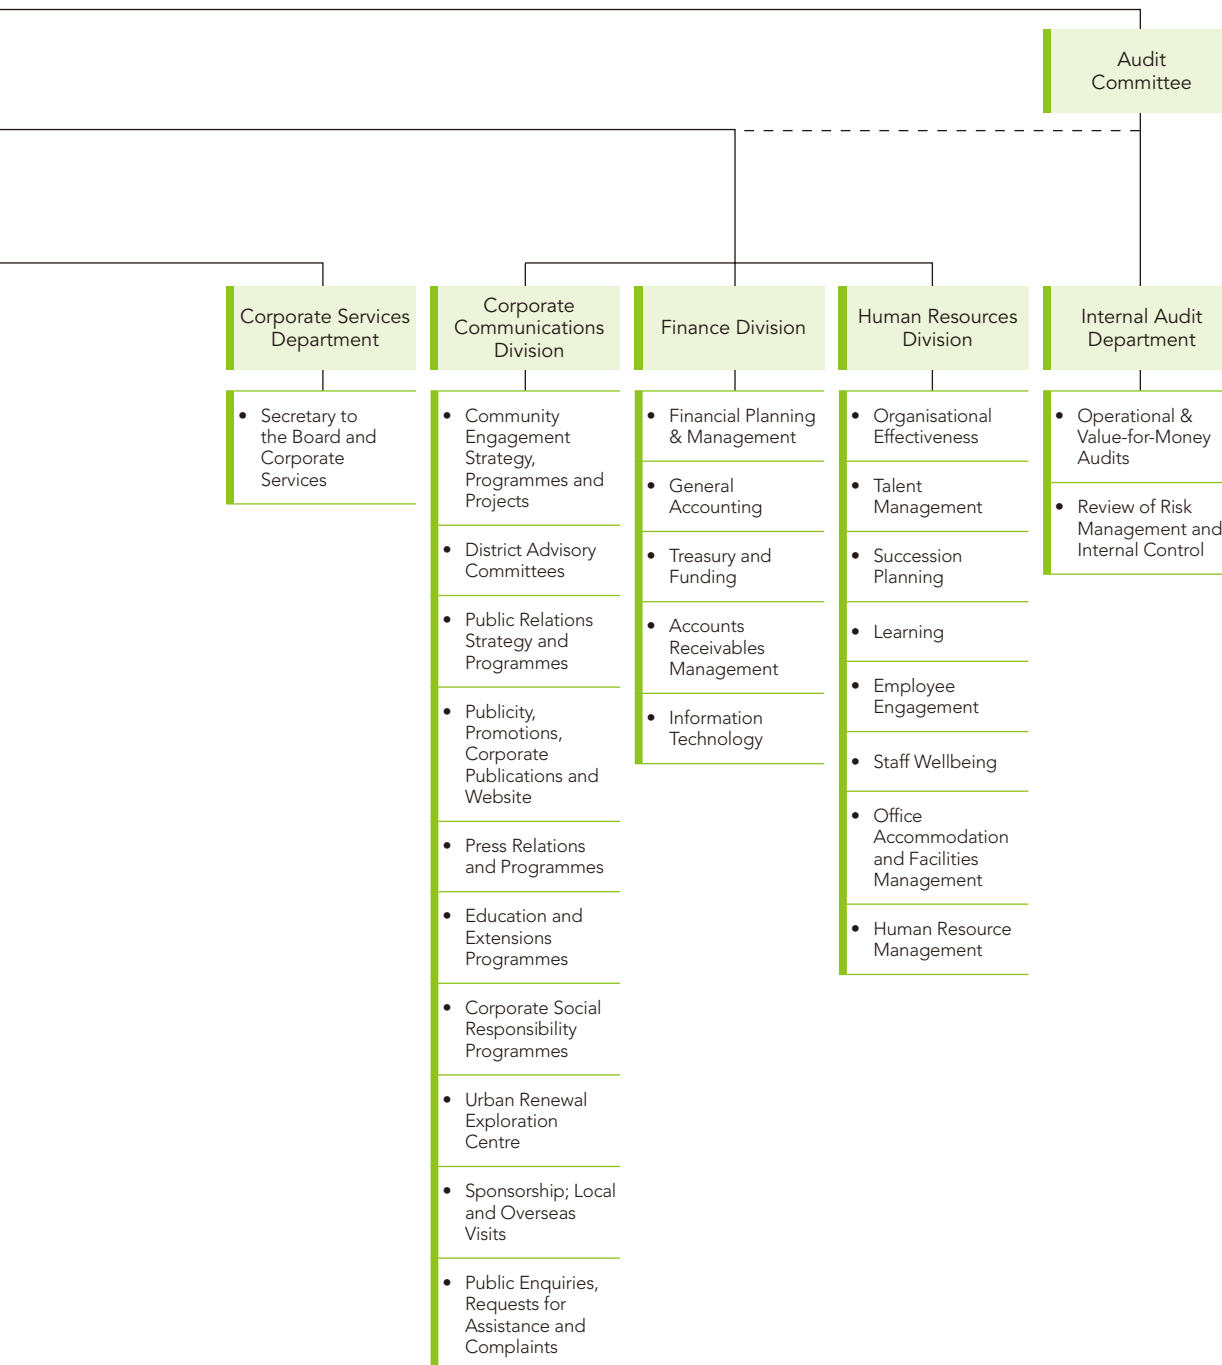 Audit
Committee
Corporate Services
Department
• Secretary to
the Board and
Corporate
Services
Corporate
Communications
Division
• Community
Engagement
Strategy,
Programmes and
Projects
• District Advisory
Committees
• Public Relations
Strategy and
Programmes
• Publicity,
Promotions,
Corporate
Publications and
Website
• Press Relations
and Programmes
• Education and
Extensions
Programmes
• Corporate Social
Responsibility
Programmes
• Urban Renewal
Exploration
Centre
• Sponsorship; Local
and Overseas
Visits
• Public Enquiries,
Requests for
Assistance and
Complaints
Finance Division
• Financial Planning
& Management
• General
Accounting
• Treasury and
Funding
• Accounts
Receivables
Management
• Information
Technology
Human Resources
Division
• Organisational
Effectiveness
• Talent
Management
• Succession
Planning
• Learning
• Employee
Engagement
• Staff Wellbeing
• Office
Accommodation
and Facilities
Management
• Human Resource
Management
Internal Audit
Department
• Operational &
Value-for-Money
Audits
• Review of Risk
Management and
Internal Control